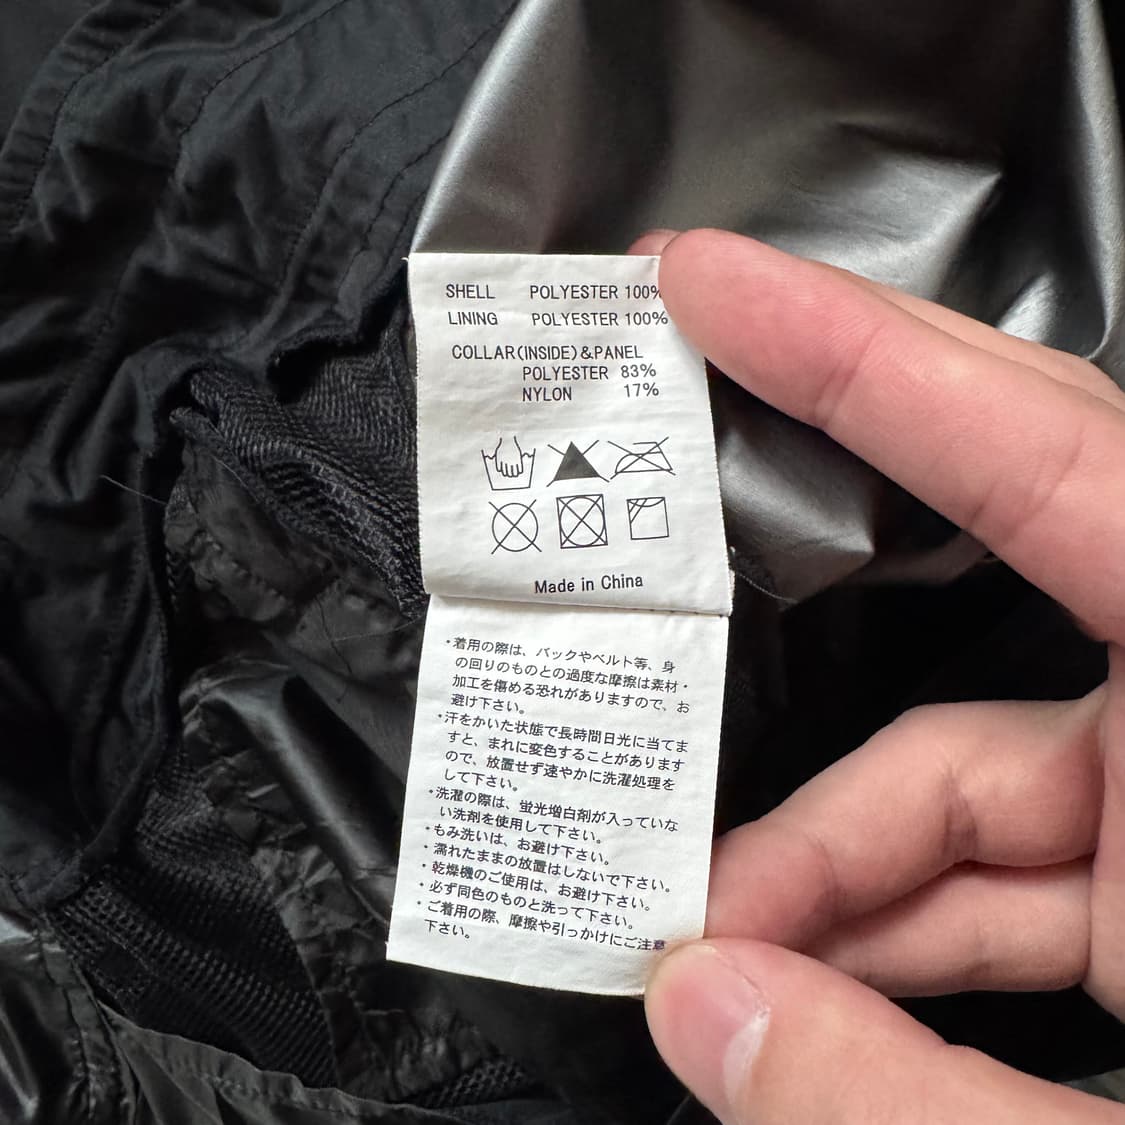 SHELL POLYESTER 100%
LINING POLYESTER 100%
COLLAR(INSIDE)&PANEL
POLYESTER 83%
NYLON 17%
Made in China
・着用の際は、バックやベルト等、身
の回りのものとの過度な摩擦は素材・
加工を傷める恐れがありますので、お
避け下さい。
・汗をかいた状態で長時間日光に当てま
すと、まれに変色することがあります
ので、放置せず速やかに洗濯処理を
して下さい。
・洗濯の際は、蛍光増白剤が入っていな
い洗剤を使用して下さい。
・もみ洗いは、お避け下さい。
・濡れたままの放置はしないで下さい。
・乾燥機のご使用は、お避け下さい。
・必ず同色のものと洗って下さい。
・ご着用の際、摩擦や引っかけにご注意
下さい。